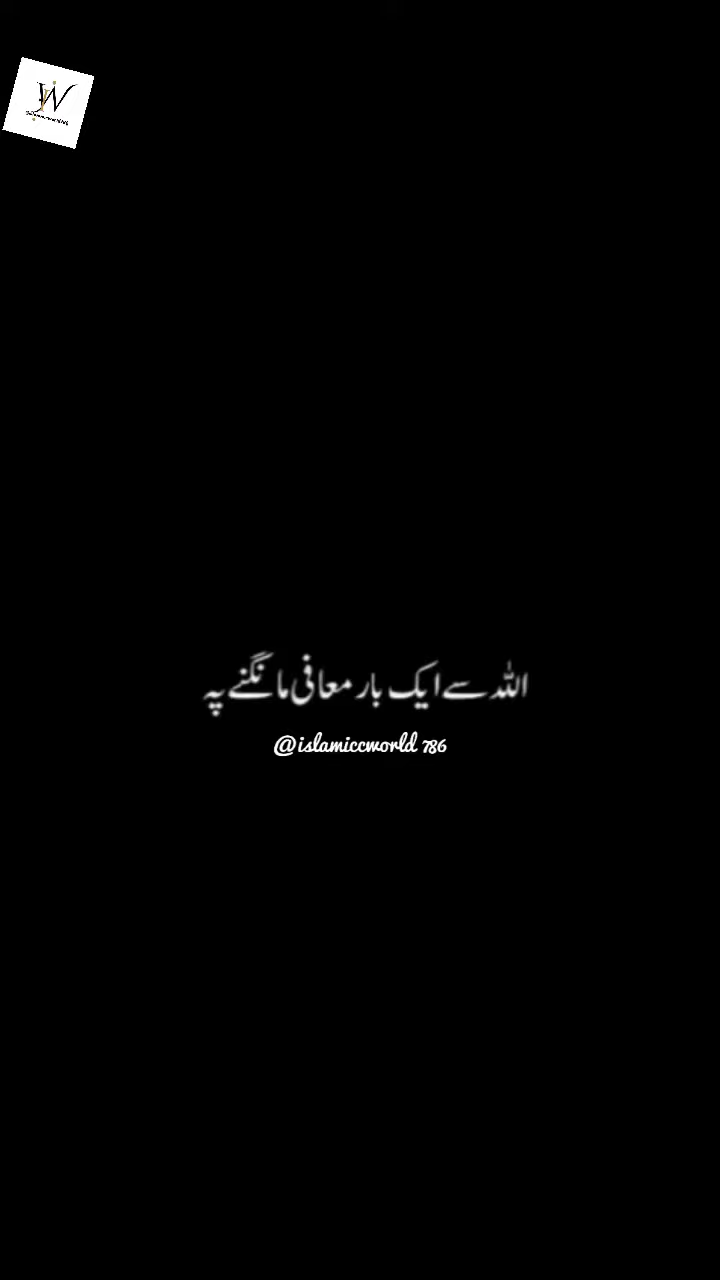 اللہ سے ایک بار معافی مانگنے پہ
@islamiccworld 786